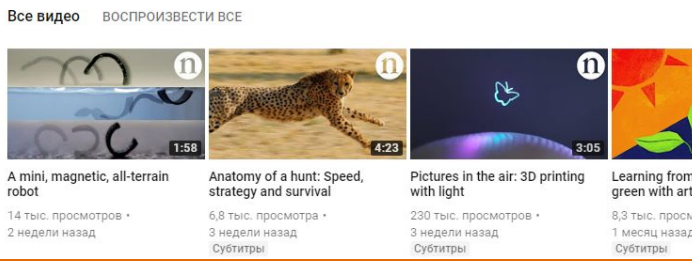 Все видео ВОСПРОИЗВЕСТИ ВСЕ
n
1:58
n
4:23
n
3:05
A mini, magnetic, all-terrain
robot
14 тыс. просмотров •
2 недели назад
Anatomy of a hunt: Speed,
strategy and survival
6,8 тыс. просмотра •
3 недели назад
Субтитры
Pictures in the air: 3D printing
with light
230 тыс. просмотров •
3 недели назад
Субтитры
Learning from
green with art
8,3 тыс.
1 месяц назад
Субтитры